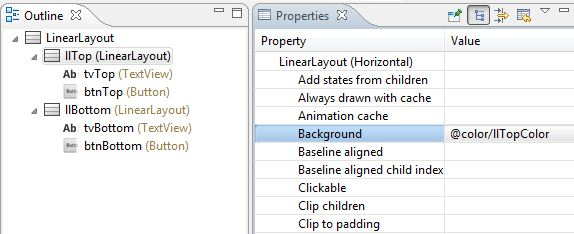 Outline
LinearLayout
llTop (LinearLayout)
Ab tvTop (TextView)
btnTop (Button)
llBottom (LinearLayout)
Ab tvBottom (TextView)
btnBottom (Button)
Properties
Property Value
LinearLayout (Horizontal)
Add states from children
Always drawn with cache
Animation cache
Background @color/llTopColor
Baseline aligned
Baseline aligned child index
Clickable
Clip children
Clip to padding